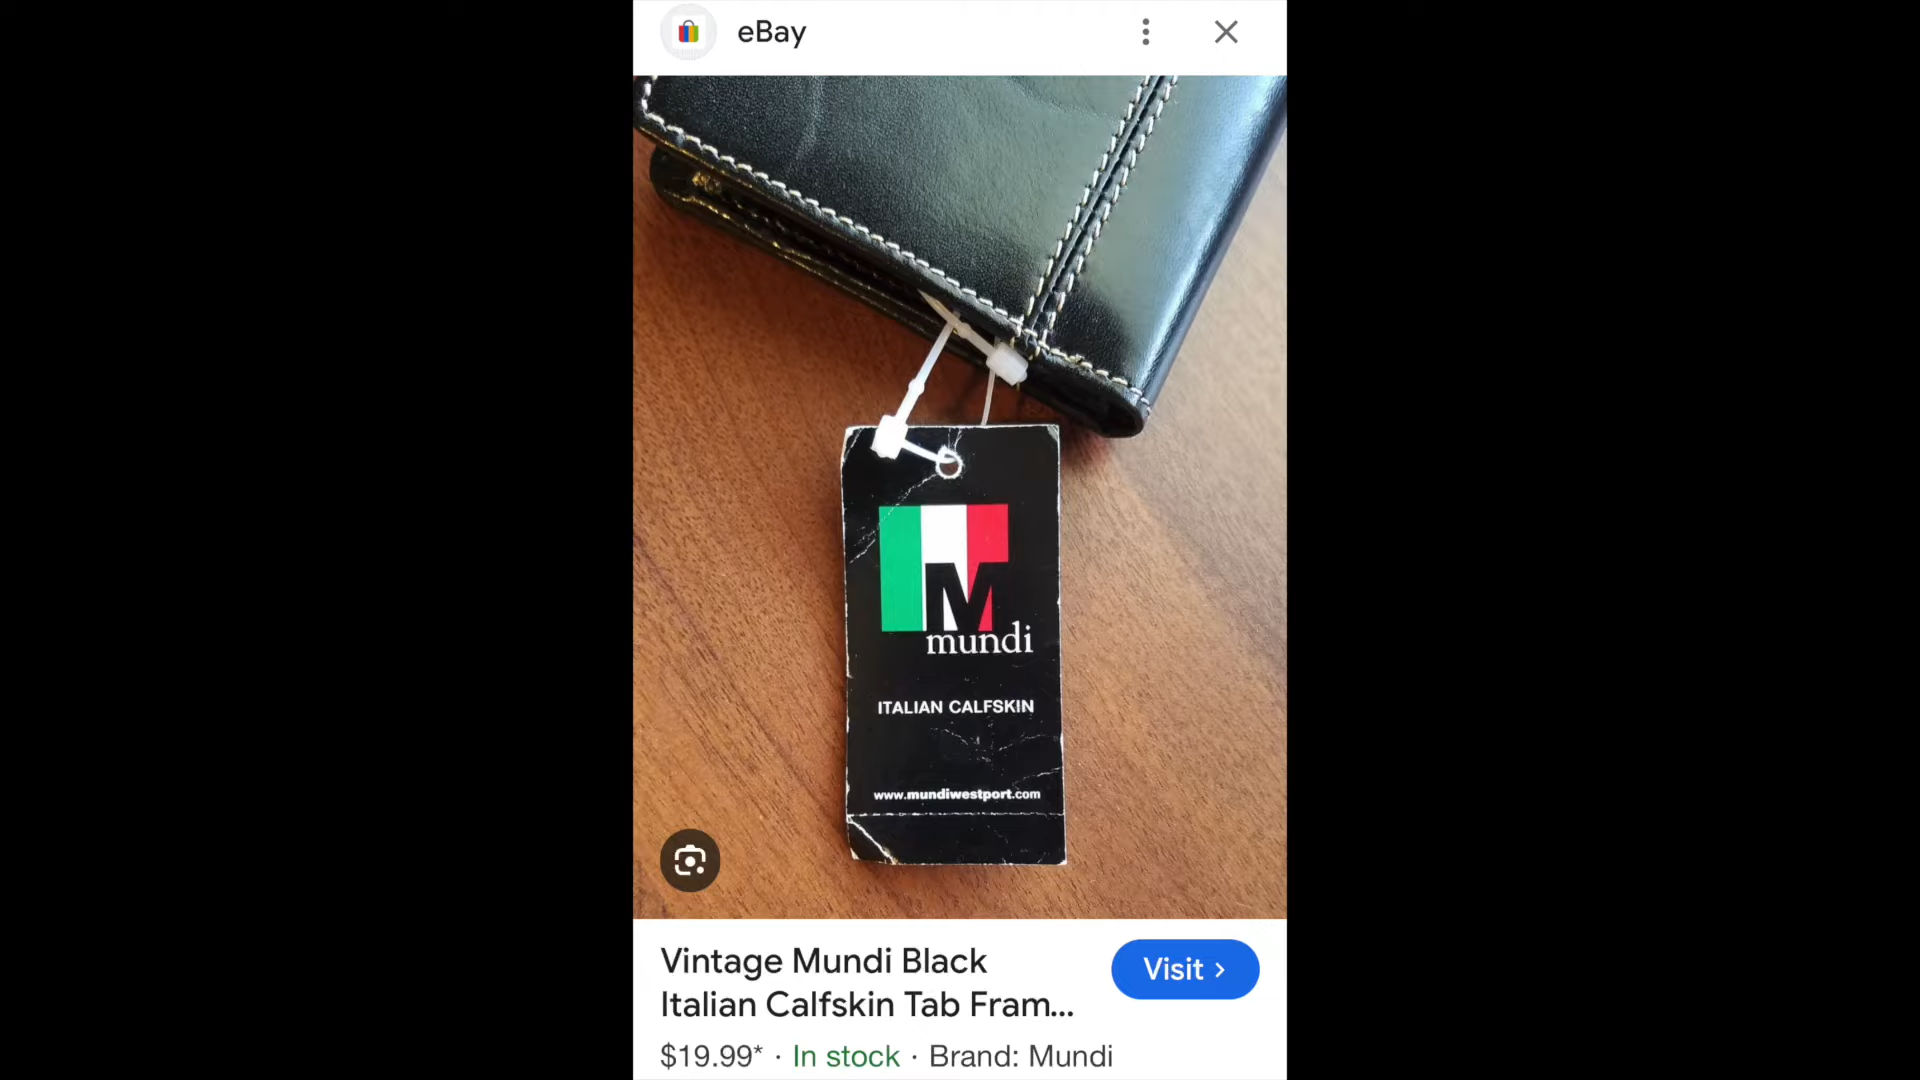 eBay
M
mundi
ITALIAN CALFSKIN
www.mundiwestport.com
Vintage Mundi Black
Italian Calfskin Tab Fram...
Visit >
$19.99* · In stock · Brand: Mundi